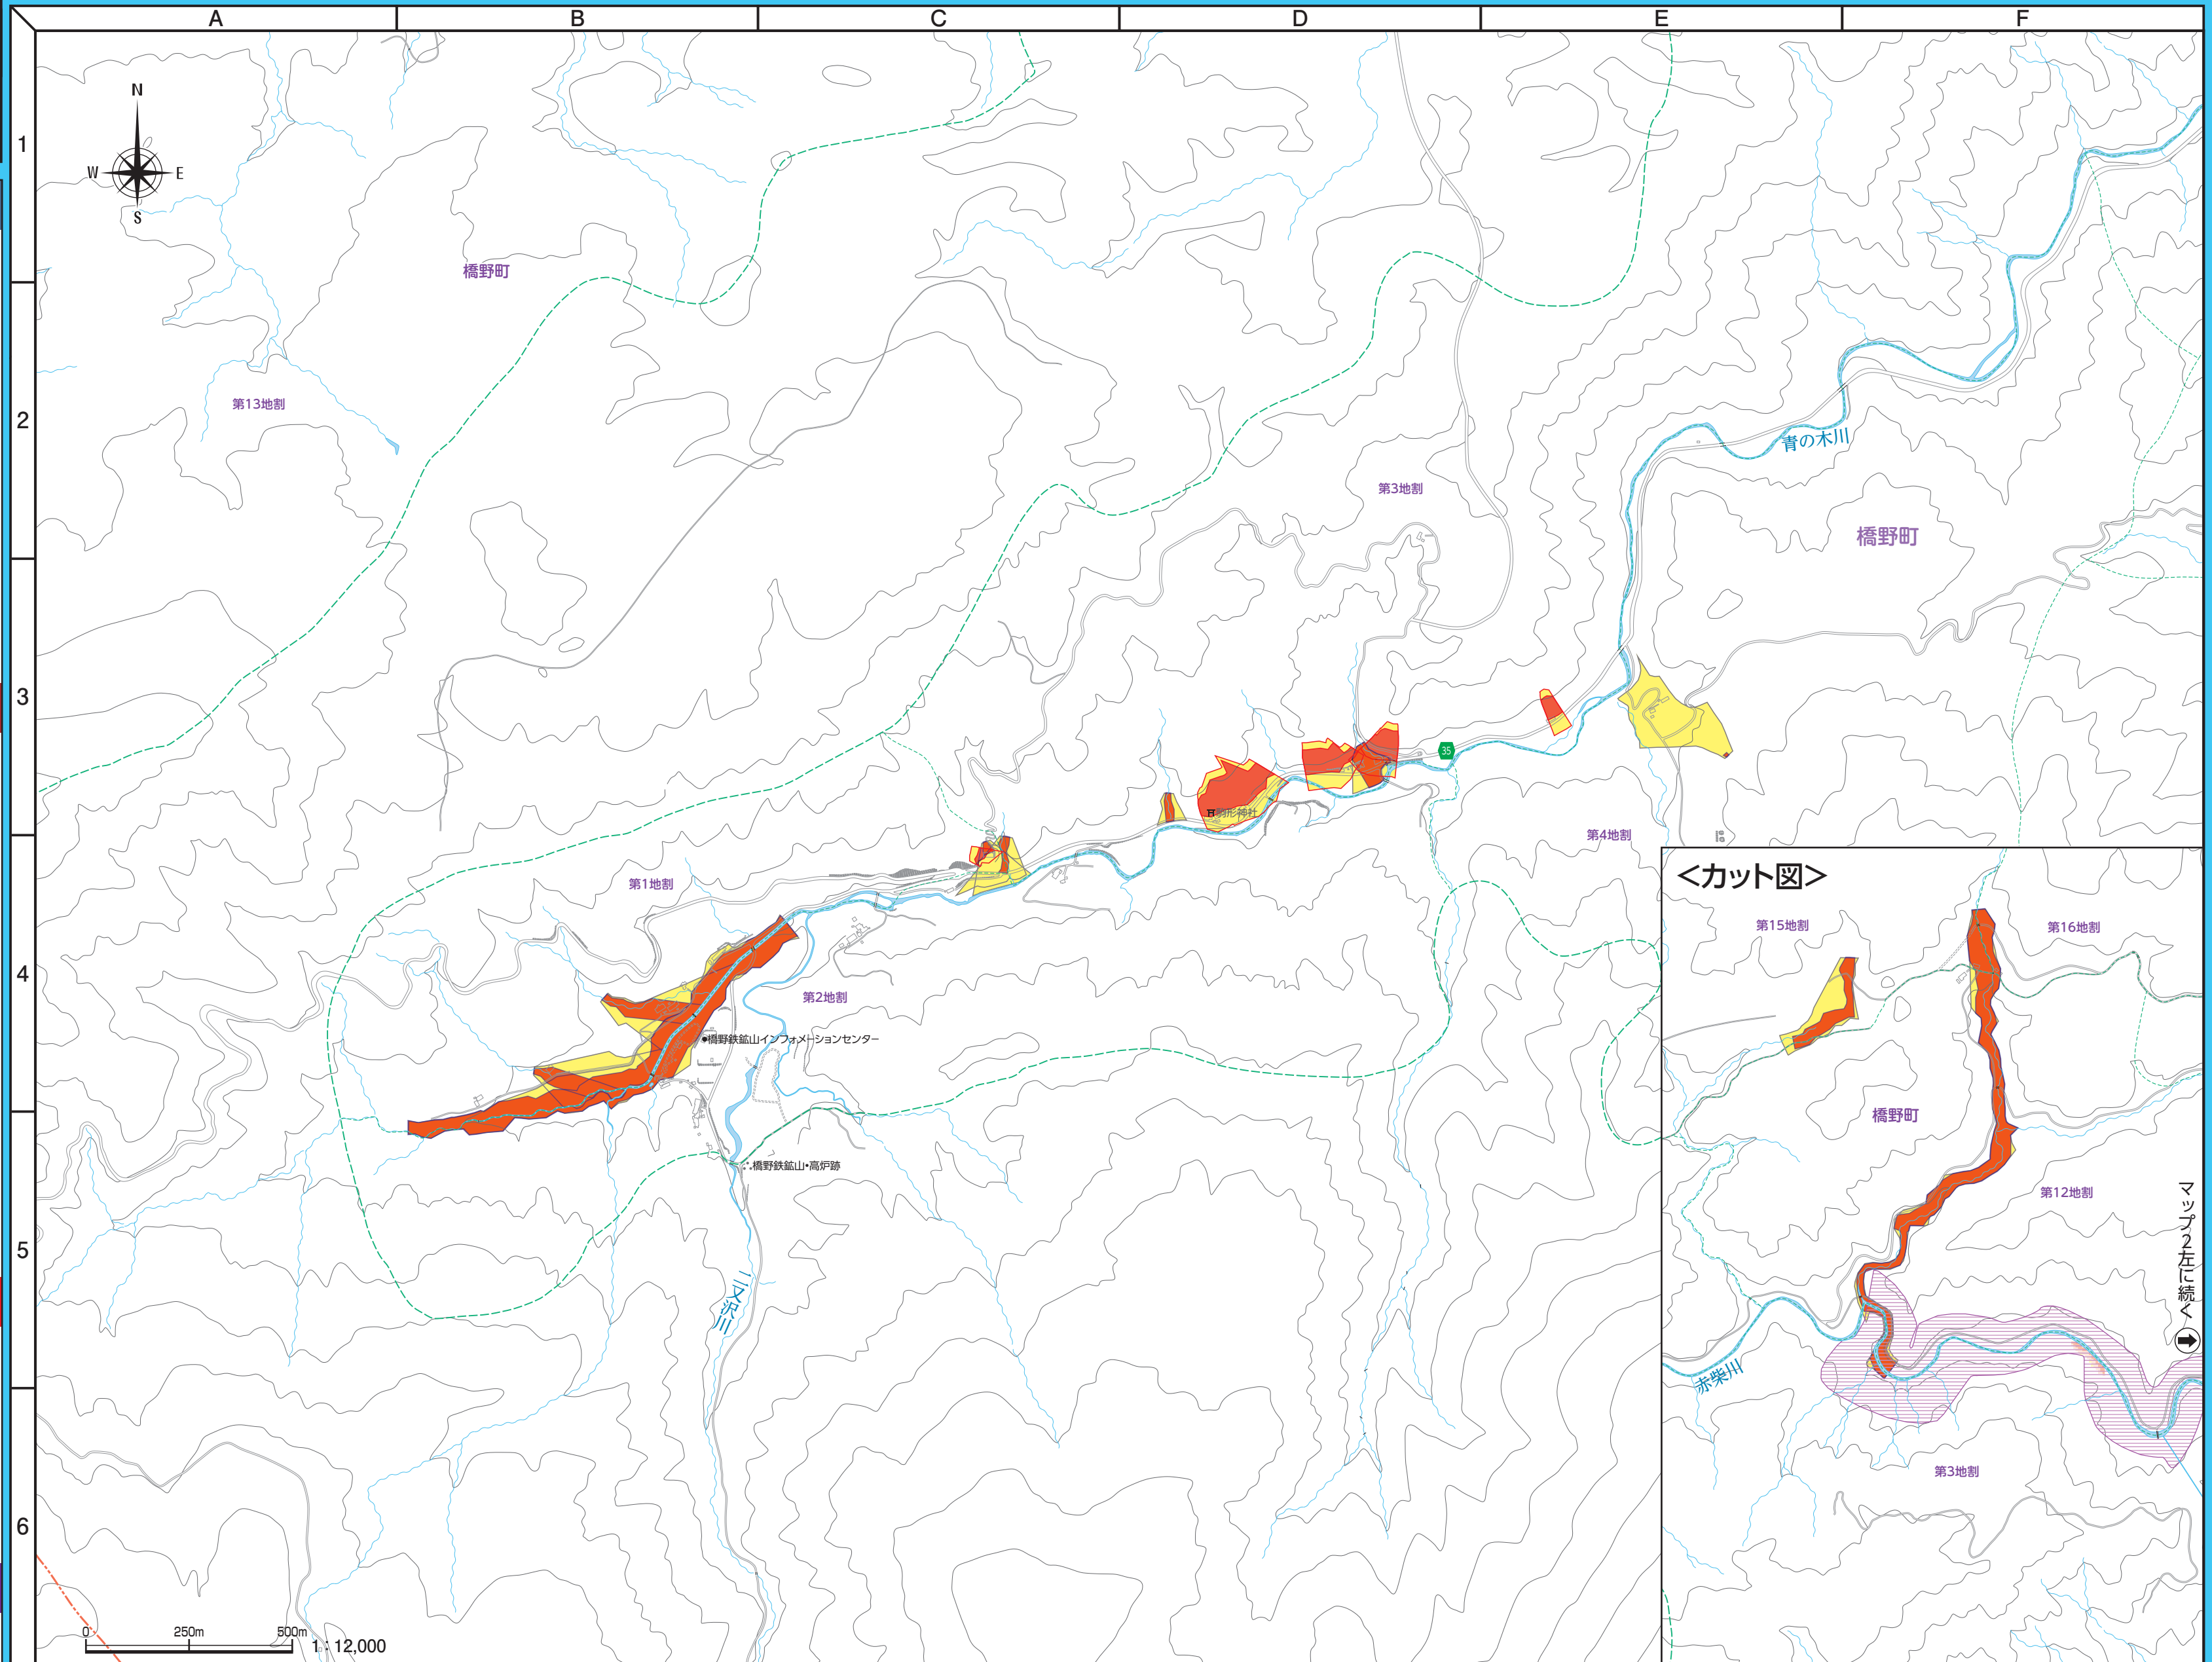 A
B
C
D
E
F
1
2
3
4
5
6
N
W
E
S
橋野町
第13地割
第3地割
青の木川
橋野町
35
駒形神社
第4地割
第1地割
第2地割
橋野鉄鉱山インフォメーションセンター
橋野鉄鉱山・高炉跡
二又沢川
<カット図>
第15地割
第16地割
橋野町
第12地割
マップ2左に続く
赤柴川
第3地割
0 250m 500m
1:12,000